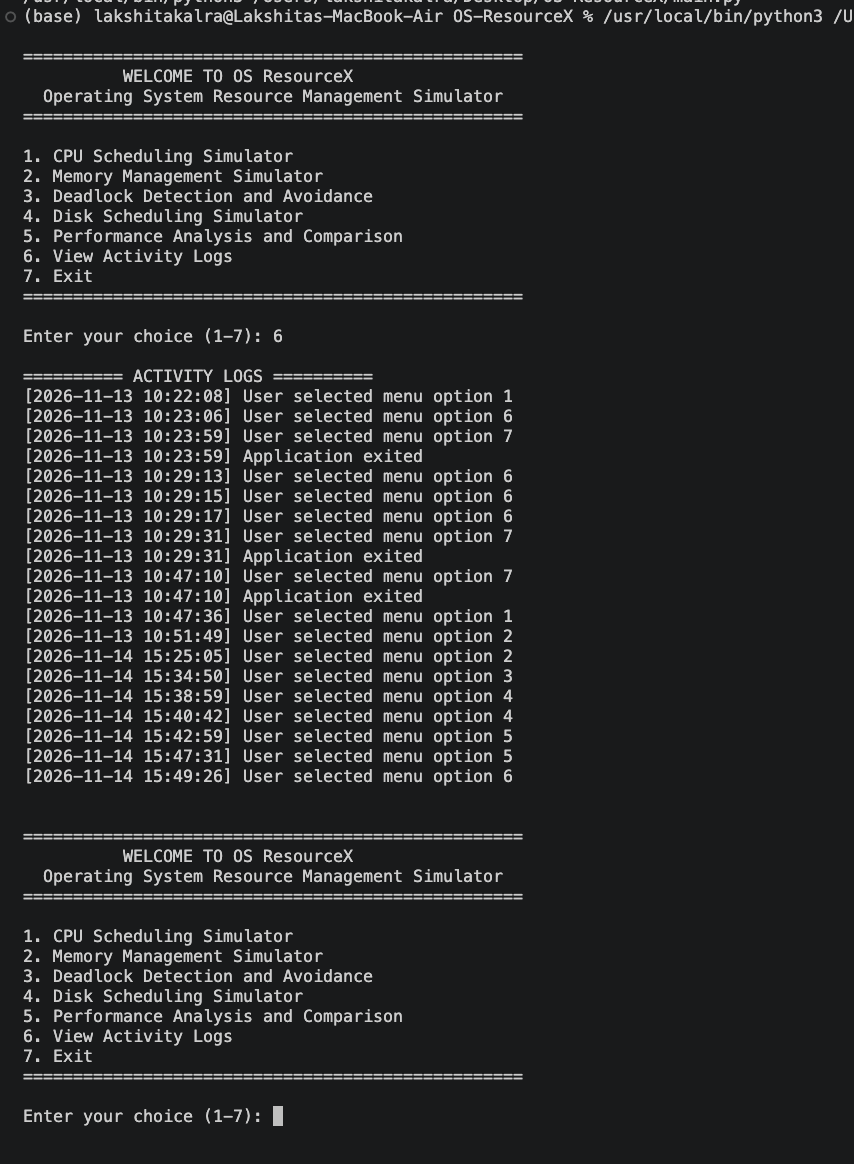 (base) lakshitakalra@Lakshitas-MacBook-Air OS-ResourceX % /usr/local/bin/python3 /U
==================================================
WELCOME TO OS ResourceX
Operating System Resource Management Simulator
==================================================
1. CPU Scheduling Simulator
2. Memory Management Simulator
3. Deadlock Detection and Avoidance
4. Disk Scheduling Simulator
5. Performance Analysis and Comparison
6. View Activity Logs
7. Exit
==================================================
Enter your choice (1-7): 6
========== ACTIVITY LOGS ==========
[2026-11-13 10:22:08] User selected menu option 1
[2026-11-13 10:23:06] User selected menu option 6
[2026-11-13 10:23:59] User selected menu option 7
[2026-11-13 10:23:59] Application exited
[2026-11-13 10:29:13] User selected menu option 6
[2026-11-13 10:29:15] User selected menu option 6
[2026-11-13 10:29:17] User selected menu option 6
[2026-11-13 10:29:31] User selected menu option 7
[2026-11-13 10:29:31] Application exited
[2026-11-13 10:47:10] User selected menu option 7
[2026-11-13 10:47:10] Application exited
[2026-11-13 10:47:36] User selected menu option 1
[2026-11-13 10:51:49] User selected menu option 2
[2026-11-14 15:25:05] User selected menu option 2
[2026-11-14 15:34:50] User selected menu option 3
[2026-11-14 15:38:59] User selected menu option 4
[2026-11-14 15:40:42] User selected menu option 4
[2026-11-14 15:42:59] User selected menu option 5
[2026-11-14 15:47:31] User selected menu option 5
[2026-11-14 15:49:26] User selected menu option 6
==================================================
WELCOME TO OS ResourceX
Operating System Resource Management Simulator
==================================================
1. CPU Scheduling Simulator
2. Memory Management Simulator
3. Deadlock Detection and Avoidance
4. Disk Scheduling Simulator
5. Performance Analysis and Comparison
6. View Activity Logs
7. Exit
==================================================
Enter your choice (1-7):